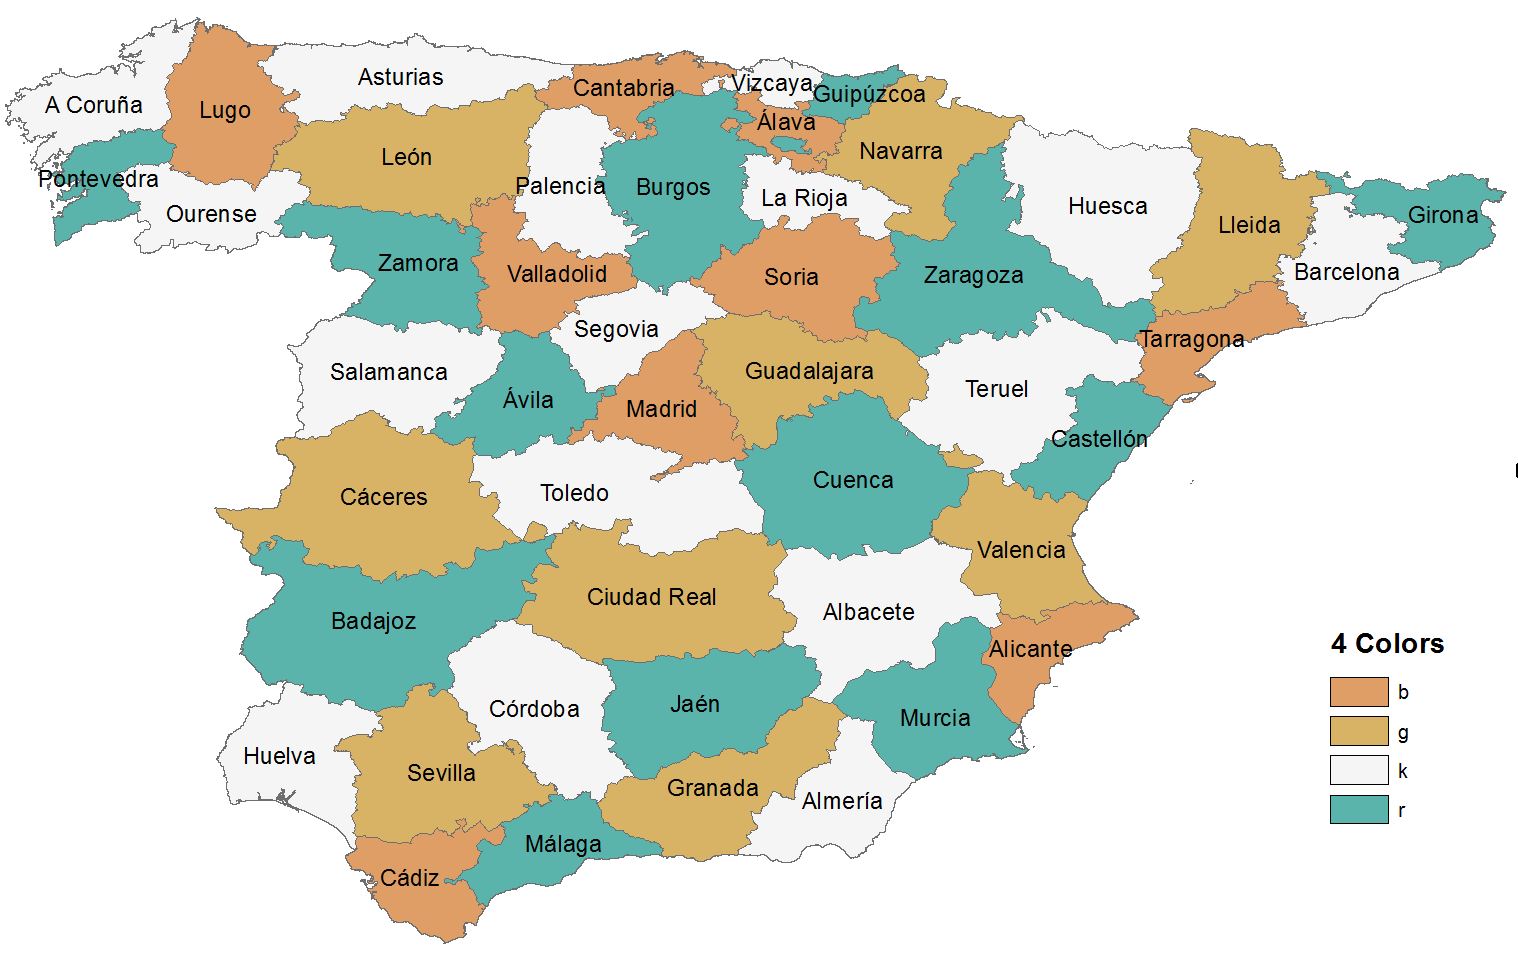 Asturias
Cantabria
Vizcaya
Guipúzcoa
A Coruña
Lugo
Álava
León
Navarra
Pontevedra
Palencia
Burgos
La Rioja
Huesca
Ourense
Lleida
Girona
Zamora
Valladolid
Soria
Zaragoza
Barcelona
Segovia
Tarragona
Salamanca
Guadalajara
Teruel
Ávila
Madrid
Castellón
Cuenca
Cáceres
Toledo
Valencia
Ciudad Real
Albacete
Badajoz
Alicante
Córdoba
Jaén
Murcia
Huelva
Sevilla
Granada
Almería
Málaga
Cádiz
4 Colors
b
g
k
r